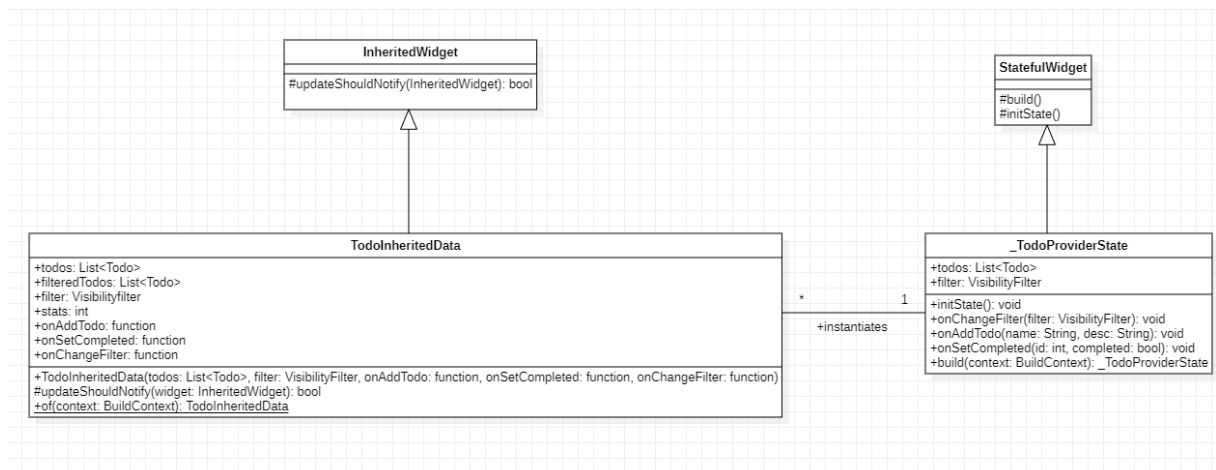 InheritedWidget
#updateShouldNotify(InheritedWidget): bool
StatefulWidget
#build()
#initState()
TodoInheritedData
+todos: List<Todo>
+filteredTodos: List<Todo>
+filter: Visibilityfilter
+stats: int
+onAddTodo: function
+onSetCompleted: function
+onChangeFilter: function
+TodoInheritedData(todos: List<Todo>, filter: VisibilityFilter, onAddTodo: function, onSetCompleted: function, onChangeFilter: function)
#updateShouldNotify(widget: InheritedWidget): bool
+of(context: BuildContext): TodoInheritedData
*
1
+instantiates
_TodoProviderState
+todos: List<Todo>
+filter: VisibilityFilter
+initState(): void
+onChangeFilter(filter: VisibilityFilter): void
+onAddTodo(name: String, desc: String): void
+onSetCompleted(id: int, completed: bool): void
+build(context: BuildContext): _TodoProviderState